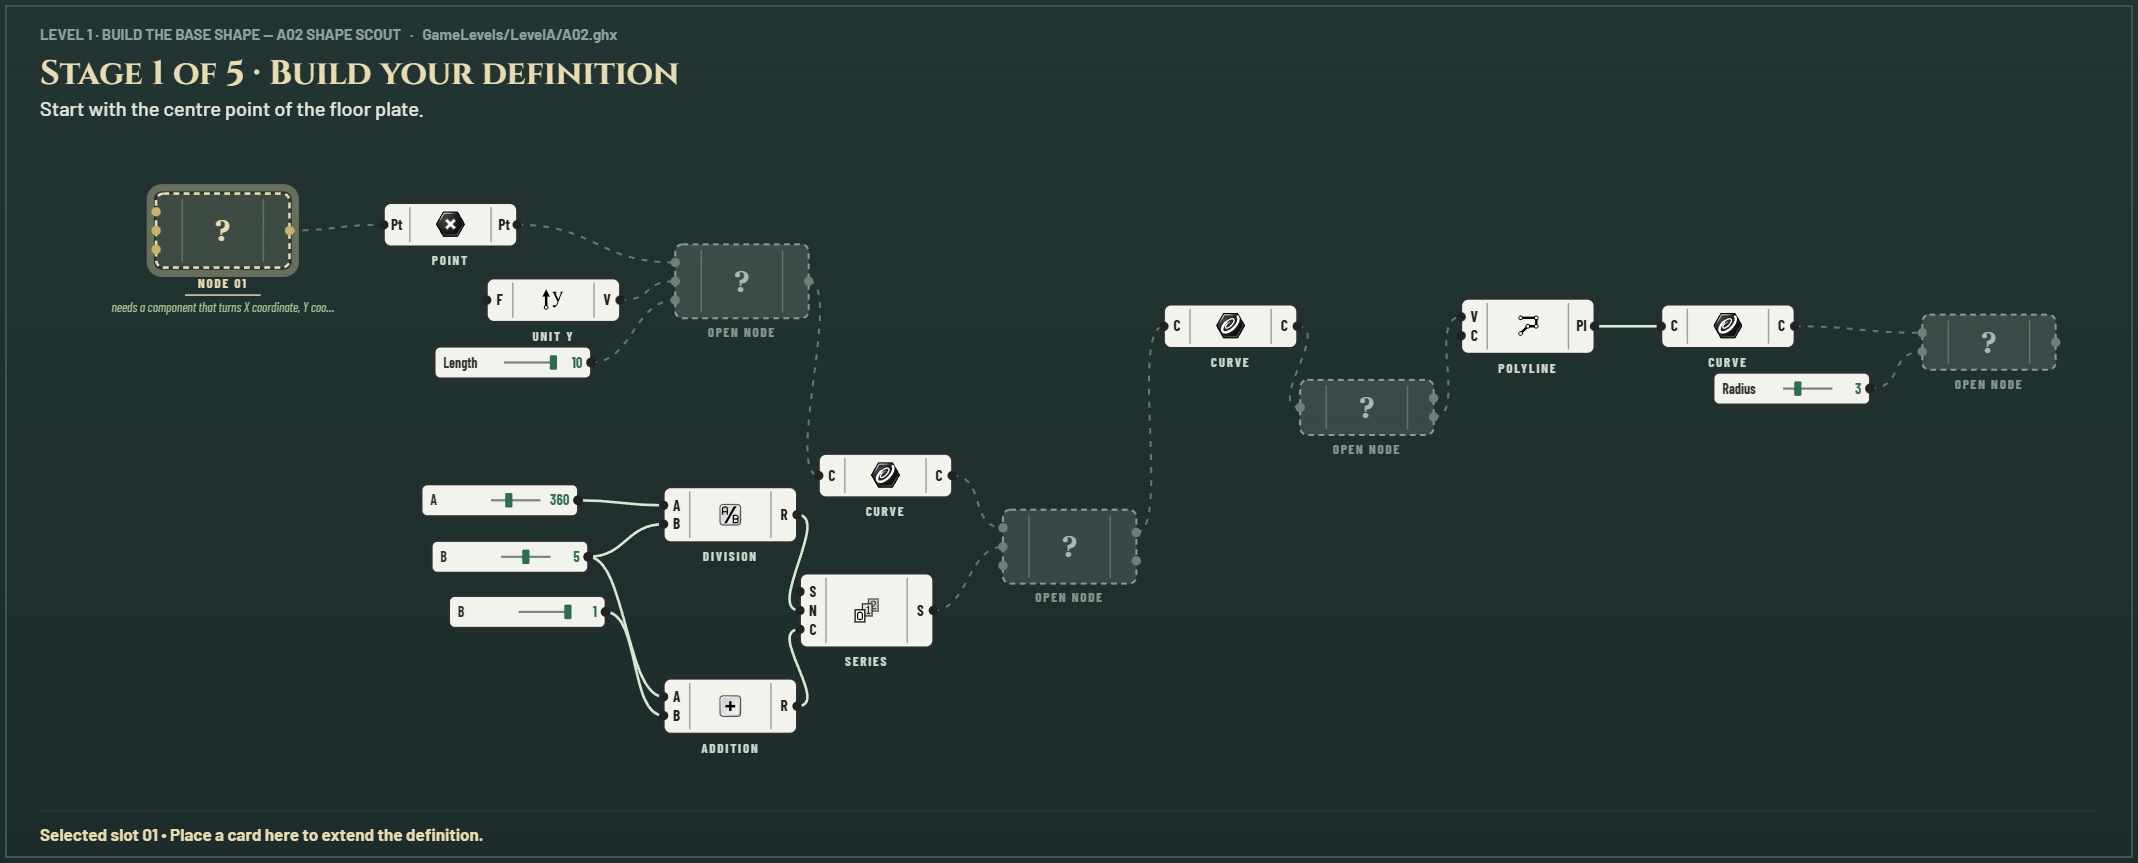 LEVEL 1 · BUILD THE BASE SHAPE — A02 SHAPE SCOUT · GameLevels/LevelA/A02.ghx
STAGE 1 OF 5 · BUILD YOUR DEFINITION
Start with the centre point of the floor plate.
?
NODE 01
needs a component that turns X coordinate, Y coo...
Pt Pt
POINT
F y V
UNIT Y
Length 10
?
OPEN NODE
A 360
B 5
B 1
A B A/B R
DIVISION
A B + R
ADDITION
C C
CURVE
S N C 0 1 2 S
SERIES
?
OPEN NODE
C C
CURVE
?
OPEN NODE
V C Pl
POLYLINE
C C
CURVE
Radius 3
?
OPEN NODE
Selected slot 01 • Place a card here to extend the definition.